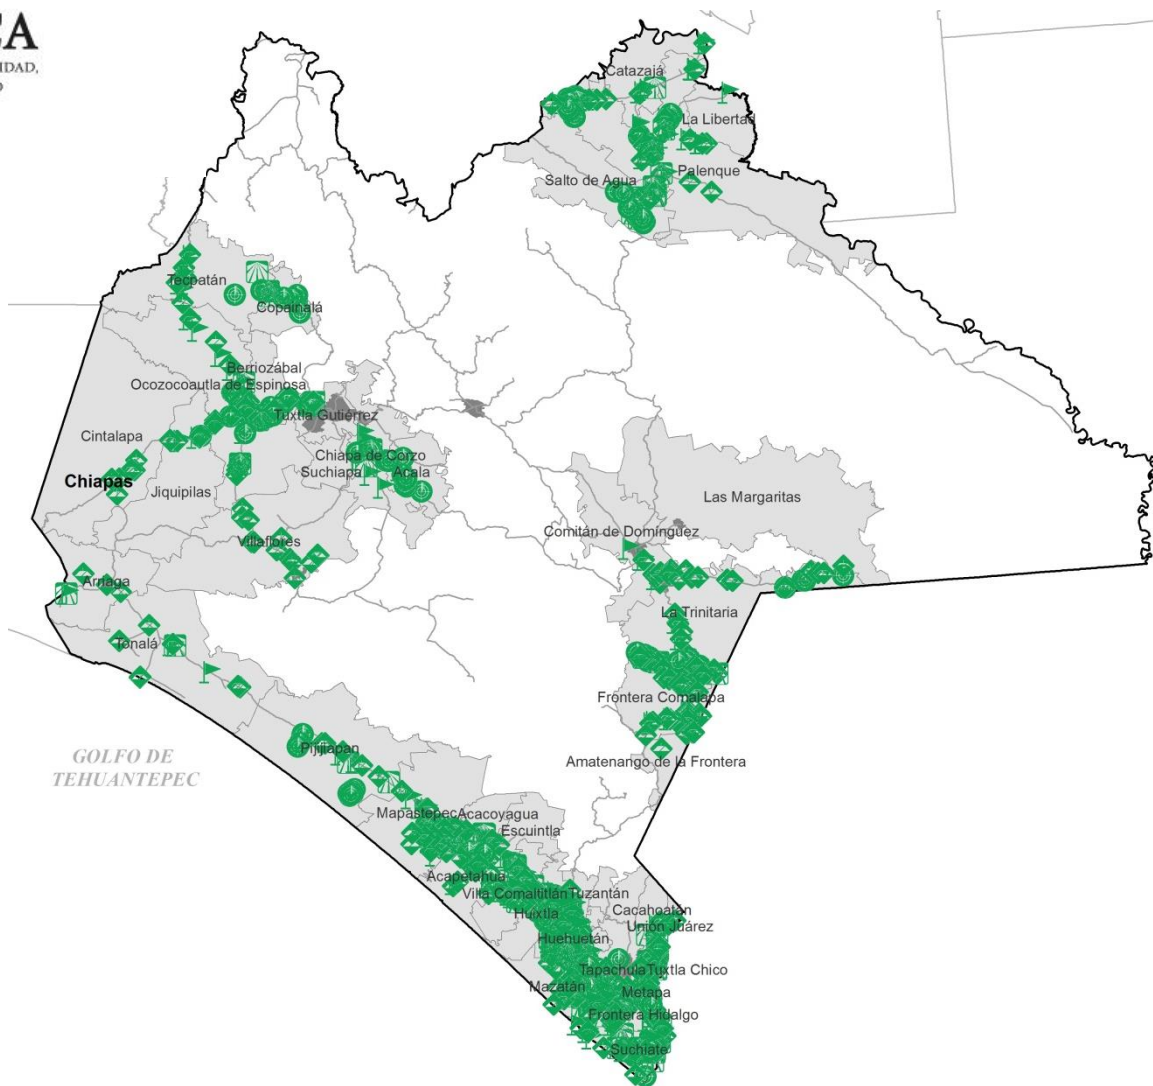 CA
IDAD,
Catazajá
La Libertad
Salto de Agua
Palenque
Tecpatán
Copainalá
Berriozábal
Ocozocoautla de Espinosa
Tuxtla Gutiérrez
Cintalapa
Chiapa de Corzo
Suchiapa
Acala
Chiapas
Jiquipilas
Las Margaritas
Villaflores
Comitán de Domínguez
Arriaga
La Trinitaria
Tonalá
Frontera Comalapa
Pijijiapan
GOLFO DE
TEHUANTEPEC
Amatenango de la Frontera
Mapastepec
Acacoyagua
Escuintla
Acapetahua
Villa Comaltitlán
Tuzantán
Huixtla
Cacahoatán
Unión Juárez
Huehuetán
Tapachula
Tuxtla Chico
Mazatán
Metapa
Frontera Hidalgo
Suchiate